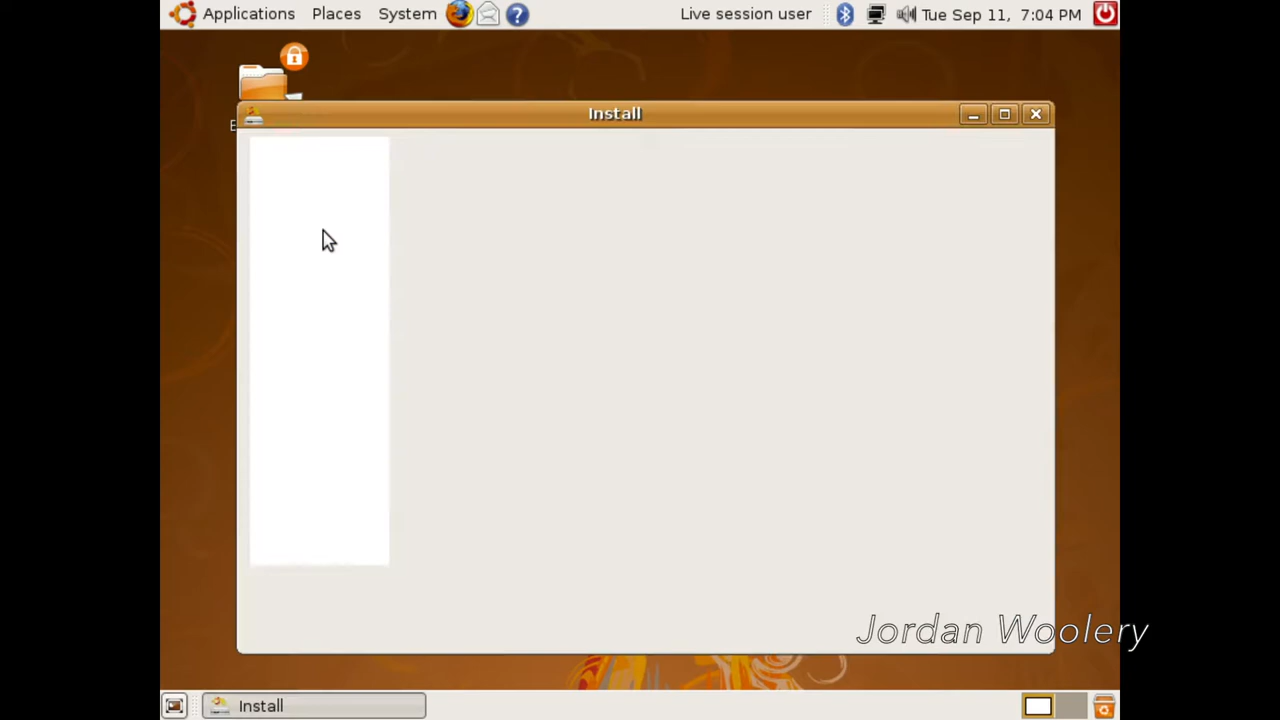 Applications Places System Live session user Tue Sep 11, 7:04 PM
Install
E
Jordan Woolery
Install